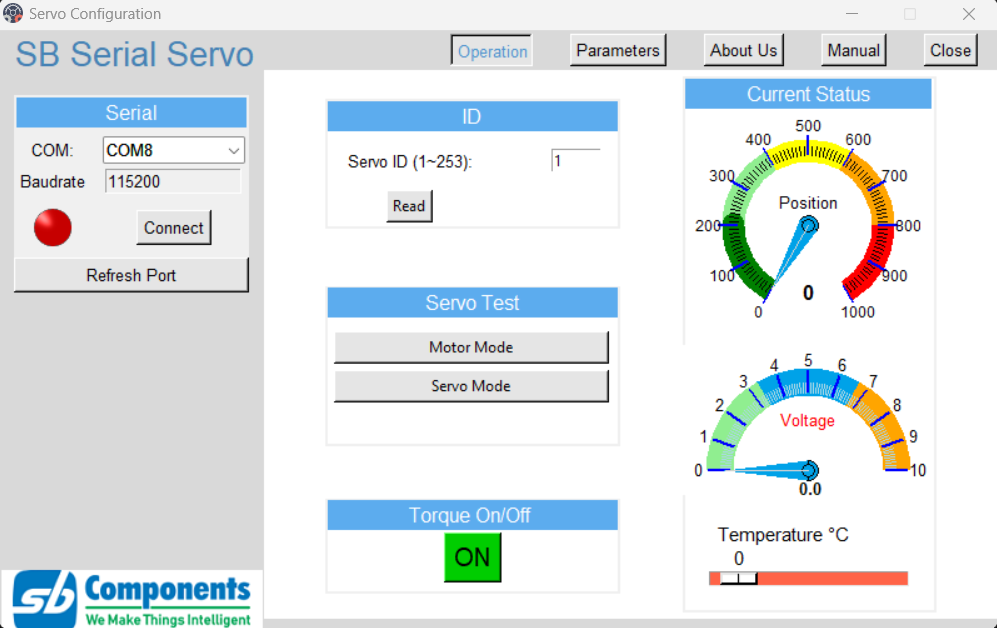 Servo Configuration
SB Serial Servo
Operation
Parameters
About Us
Manual
Close
Serial
COM:
COM8
Baudrate
115200
Connect
Refresh Port
ID
Servo ID (1~253):
1
Read
Servo Test
Motor Mode
Servo Mode
Torque On/Off
ON
Current Status
0
100
200
300
400
500
600
700
800
900
1000
Position
0
0
1
2
3
4
5
6
7
8
9
10
Voltage
0.0
Temperature °C
0
sb Components
We Make Things Intelligent